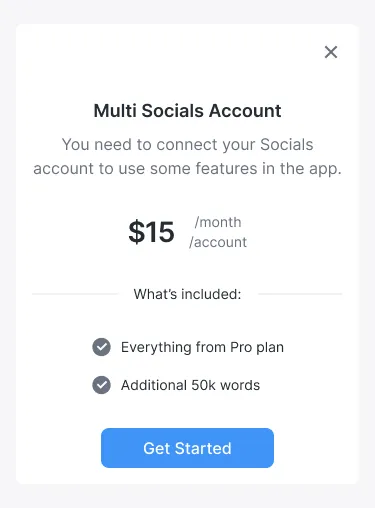 Multi Socials Account
You need to connect your Socials
account to use some features in the app.
$15
/month
/account
What's included:
Everything from Pro plan
Additional 50k words
Get Started